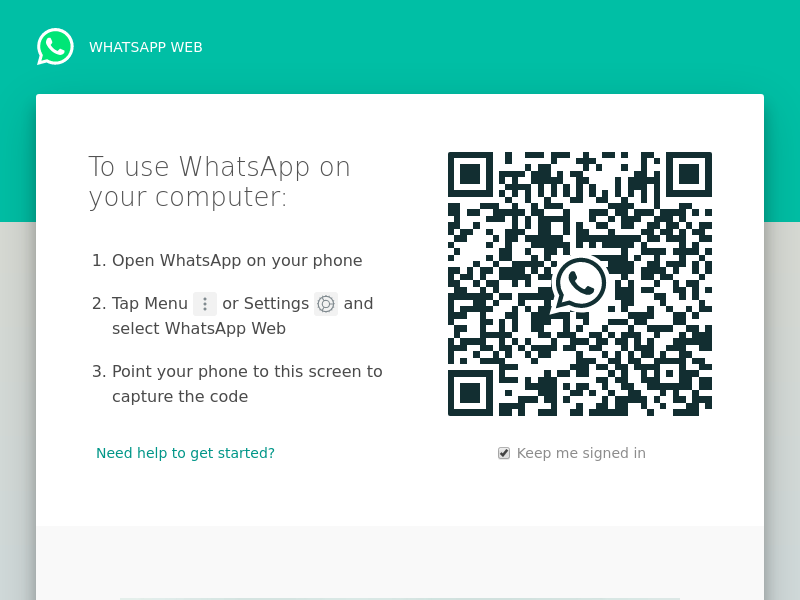 WHATSAPP WEB
To use WhatsApp on
your computer:
1. Open WhatsApp on your phone
2. Tap Menu or Settings and
select WhatsApp Web
3. Point your phone to this screen to
capture the code
Need help to get started?
Keep me signed in